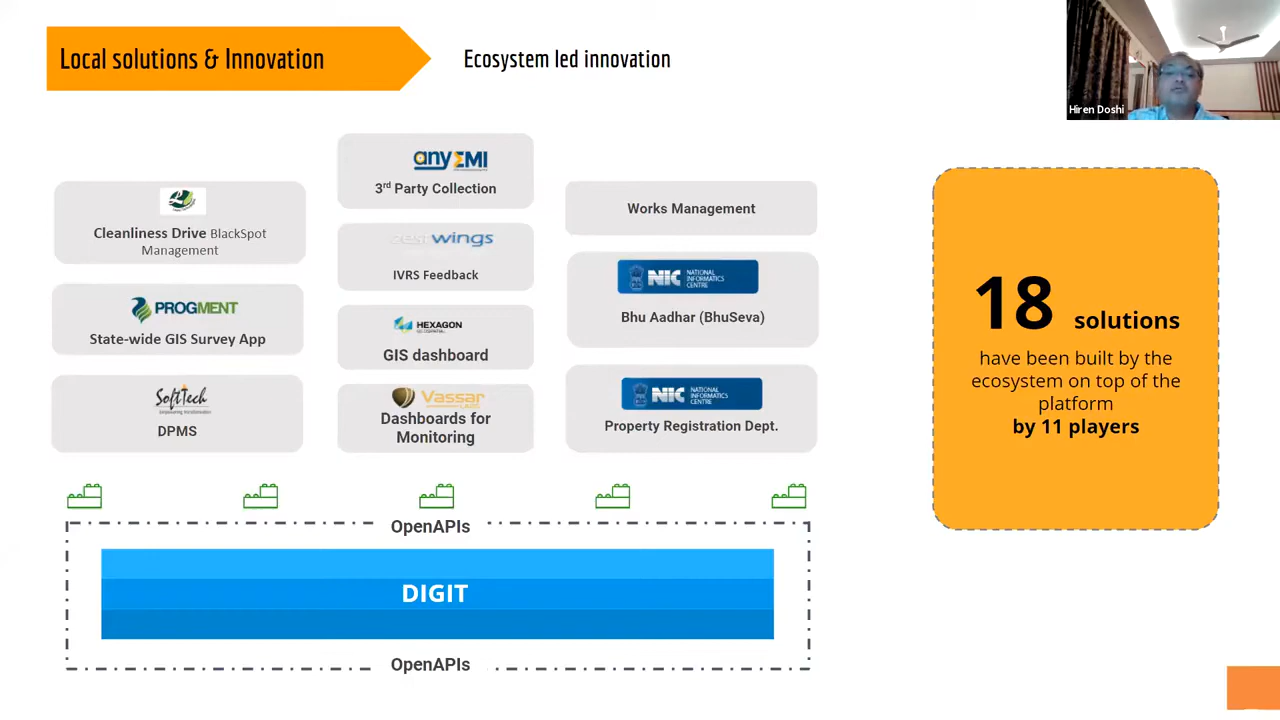 Local solutions & Innovation
Ecosystem led innovation
Hiren Doshi
Cleanliness Drive BlackSpot
Management
PROGMENT
State-wide GIS Survey App
SoftTech
DPMS
anyEMI
3rd Party Collection
zestwings
IVRS Feedback
HEXAGON
GEOSPATIAL
GIS dashboard
Vassar
LABS
Dashboards for
Monitoring
Works Management
NIC NATIONAL
INFORMATICS
CENTRE
Bhu Aadhar (BhuSeva)
NIC NATIONAL
INFORMATICS
CENTRE
Property Registration Dept.
18 solutions
have been built by the
ecosystem on top of the
platform
by 11 players
OpenAPIs
DIGIT
OpenAPIs